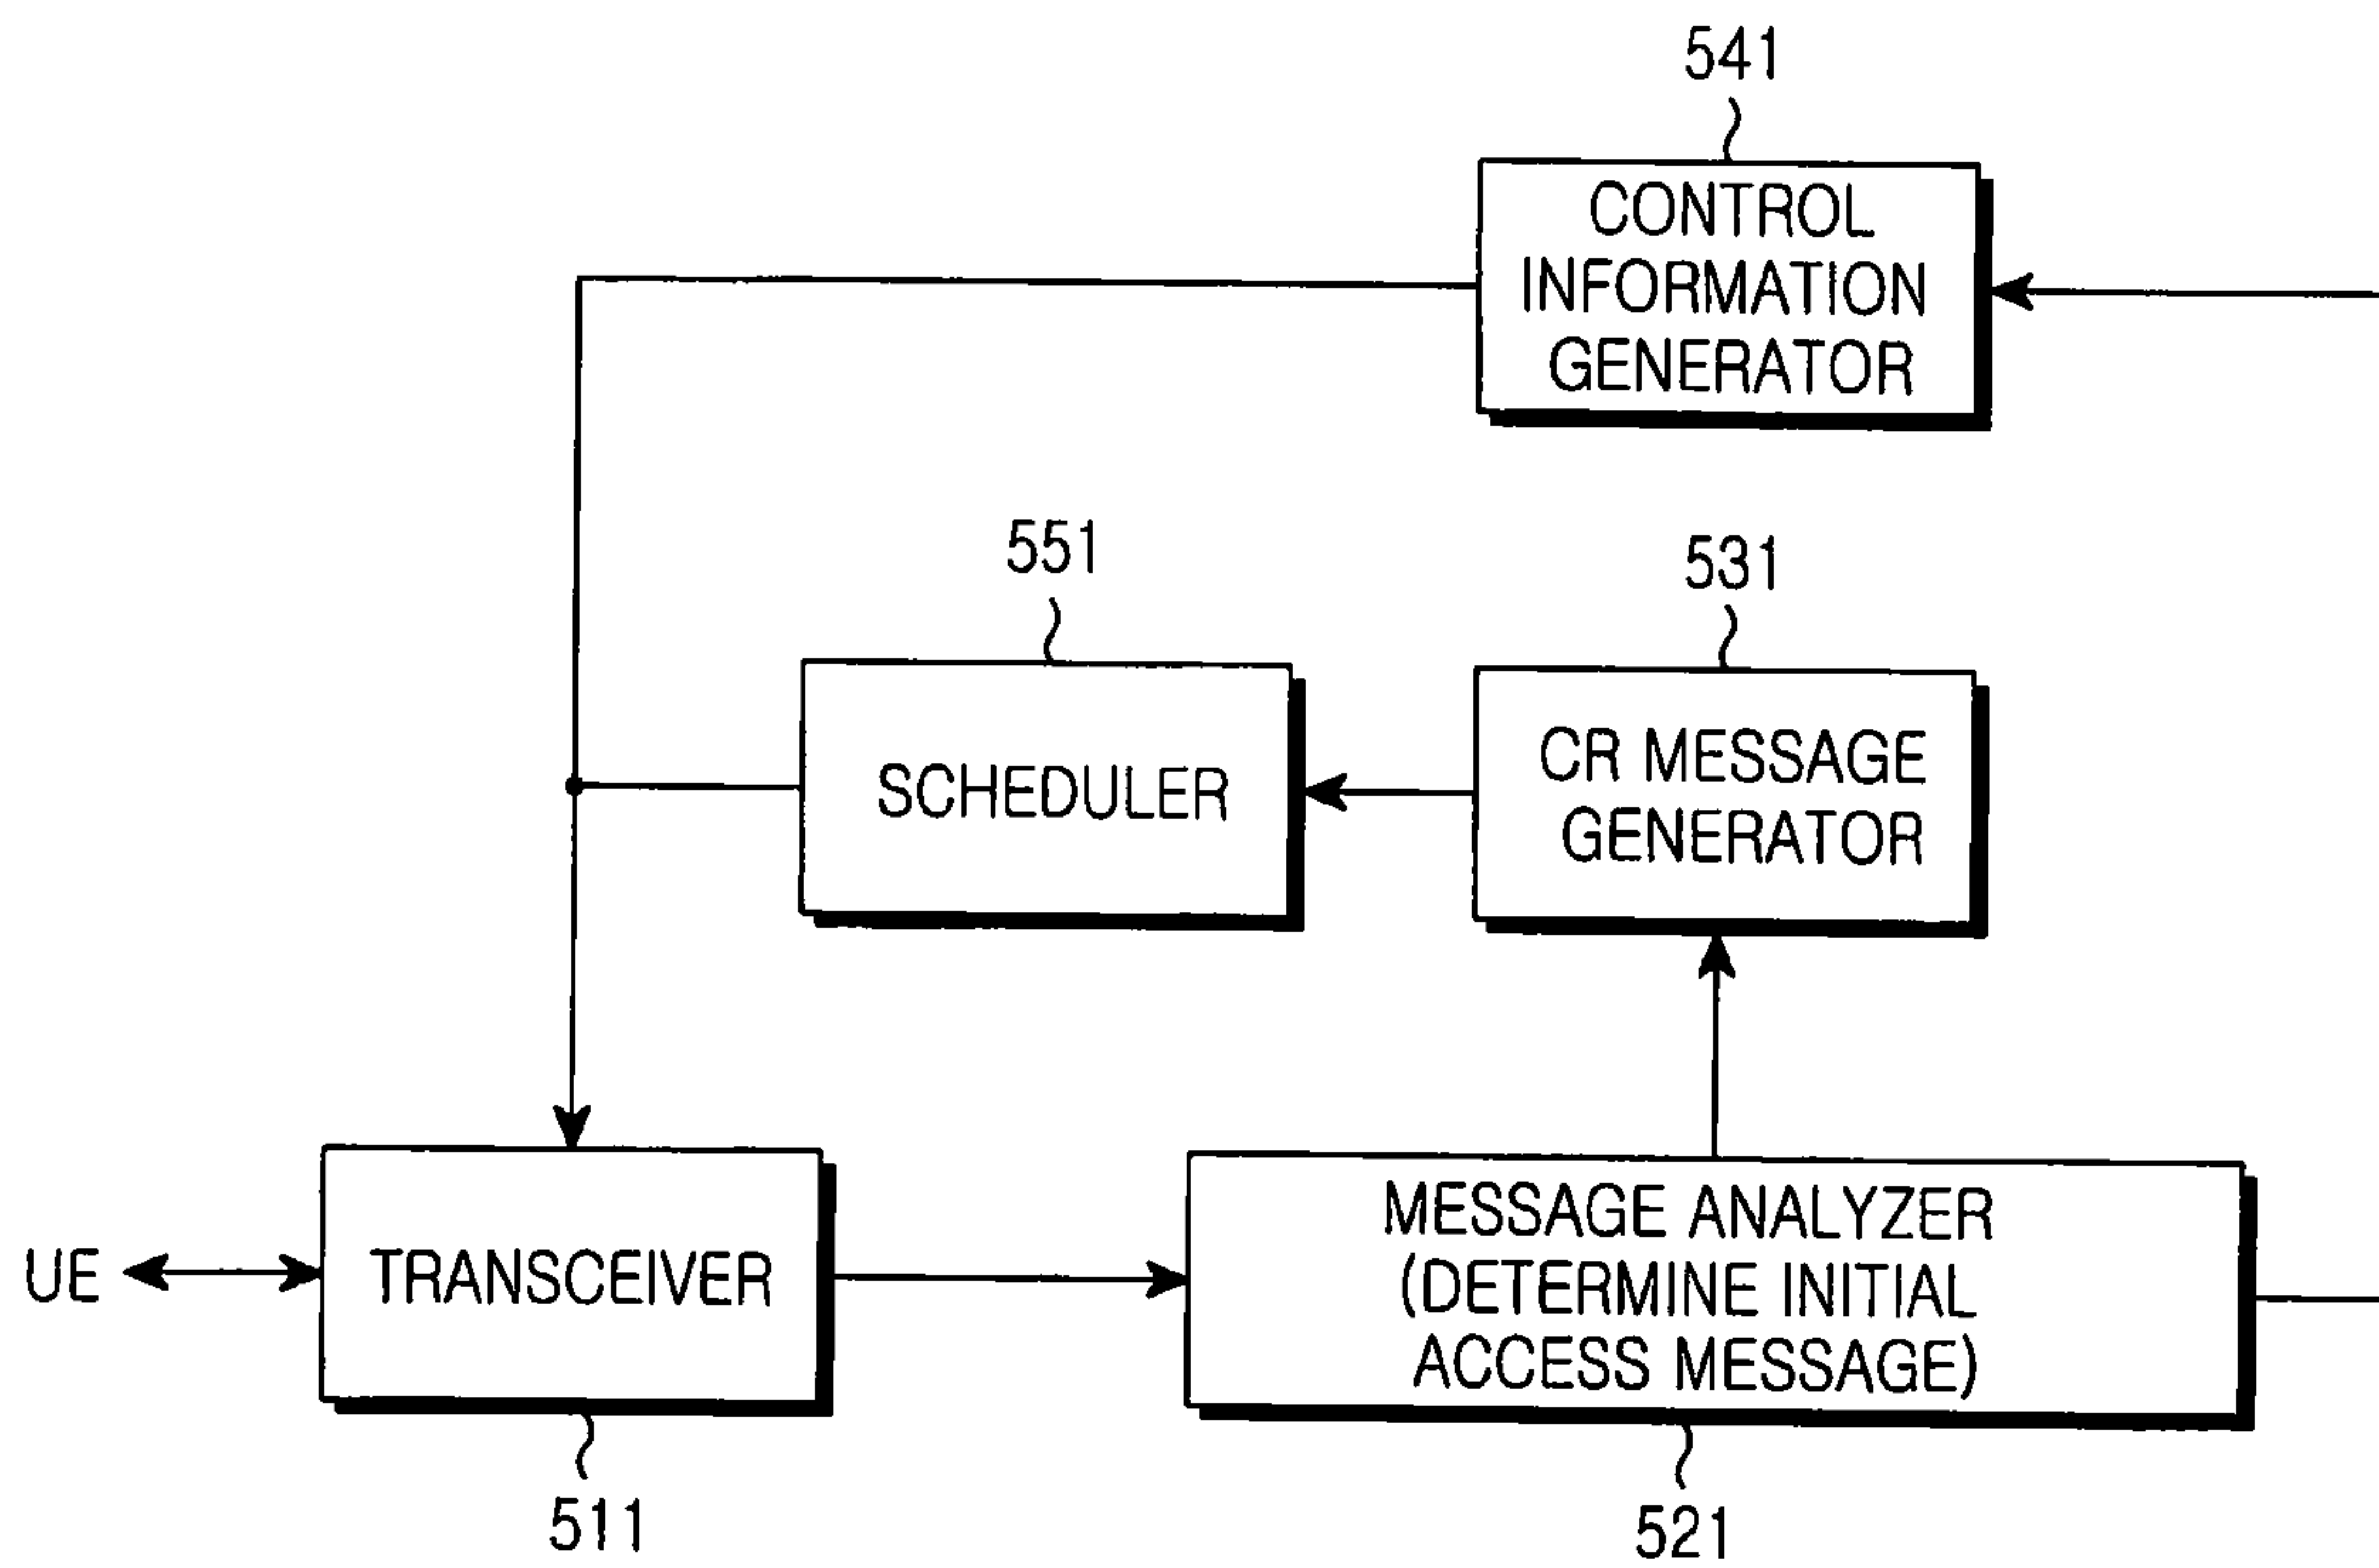 541
CONTROL
INFORMATION
GENERATOR
551
531
SCHEDULER
CR MESSAGE
GENERATOR
UE
TRANSCEIVER
MESSAGE ANALYZER
(DETERMINE INITIAL
ACCESS MESSAGE)
511
521